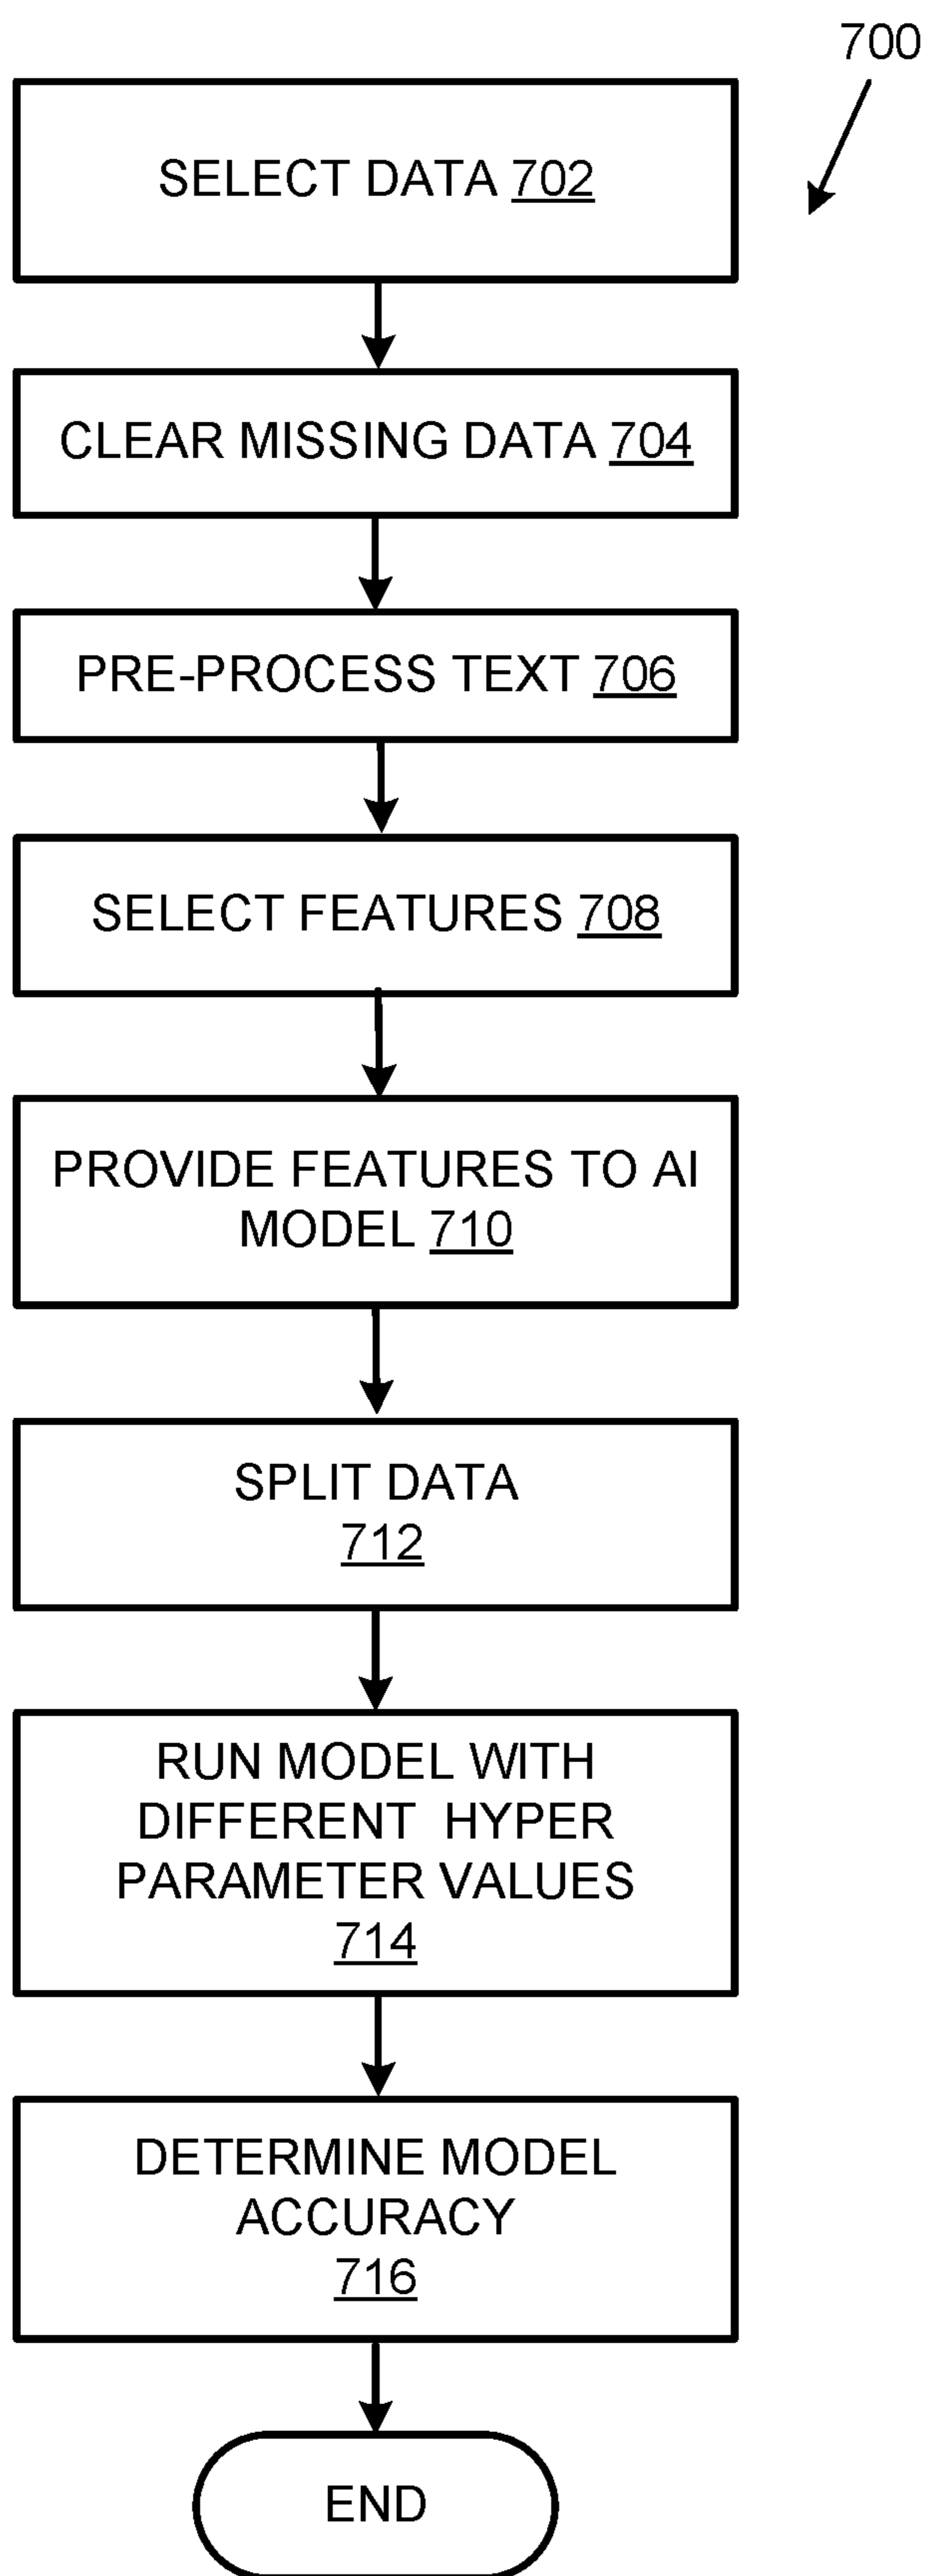 700
SELECT DATA 702
CLEAR MISSING DATA 704
PRE-PROCESS TEXT 706
SELECT FEATURES 708
PROVIDE FEATURES TO AI
MODEL 710
SPLIT DATA
712
RUN MODEL WITH
DIFFERENT HYPER
PARAMETER VALUES
714
DETERMINE MODEL
ACCURACY
716
END